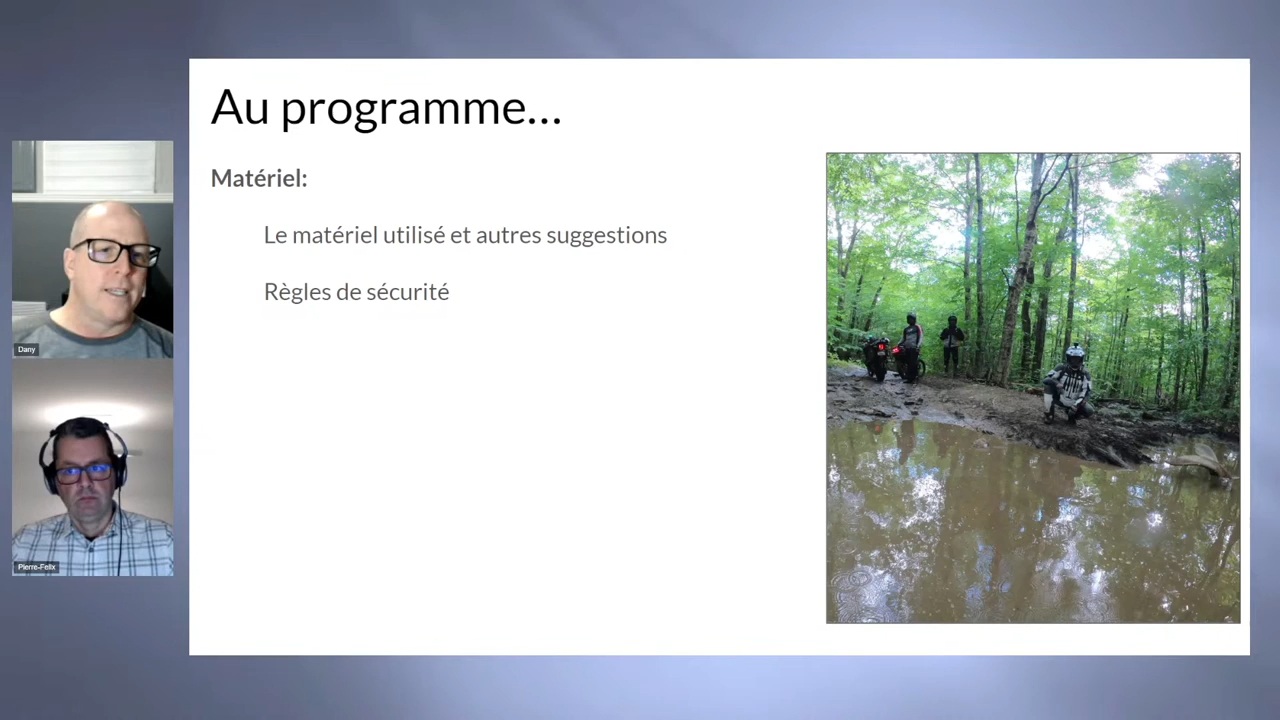 Au programme...
Matériel:
Le matériel utilisé et autres suggestions
Règles de sécurité
Dany
Pierre-Felix